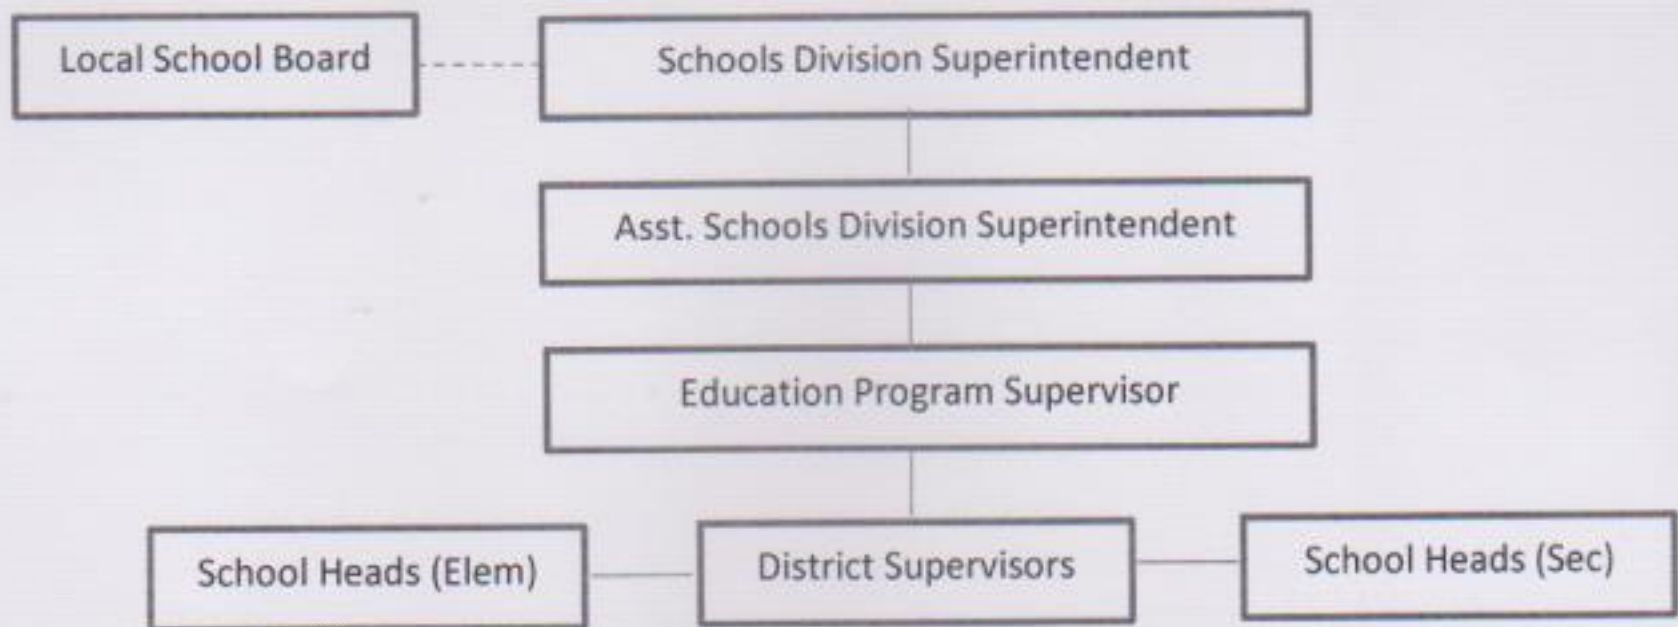 Local School Board
Schools Division Superintendent
Asst. Schools Division Superintendent
Education Program Supervisor
School Heads (Elem)
District Supervisors
School Heads (Sec)